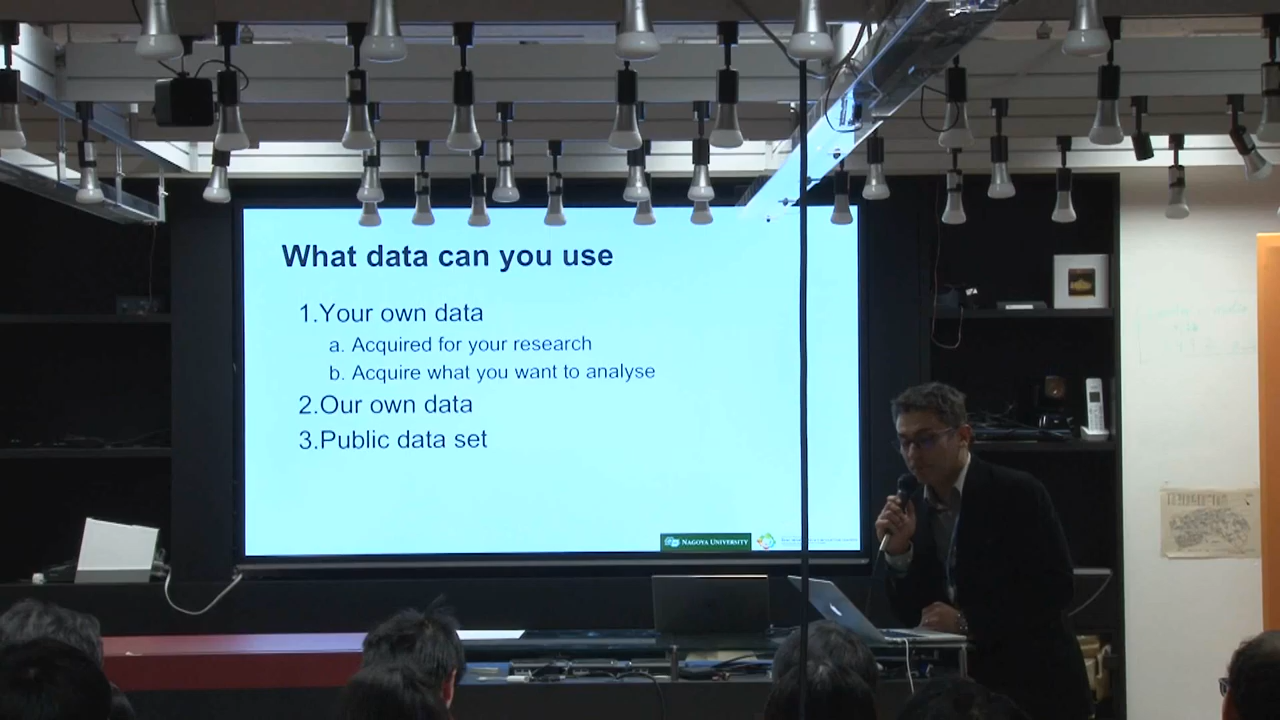 What data can you use
1.Your own data
a. Acquired for your research
b. Acquire what you want to analyse
2.Our own data
3.Public data set
NAGOYA UNIVERSITY